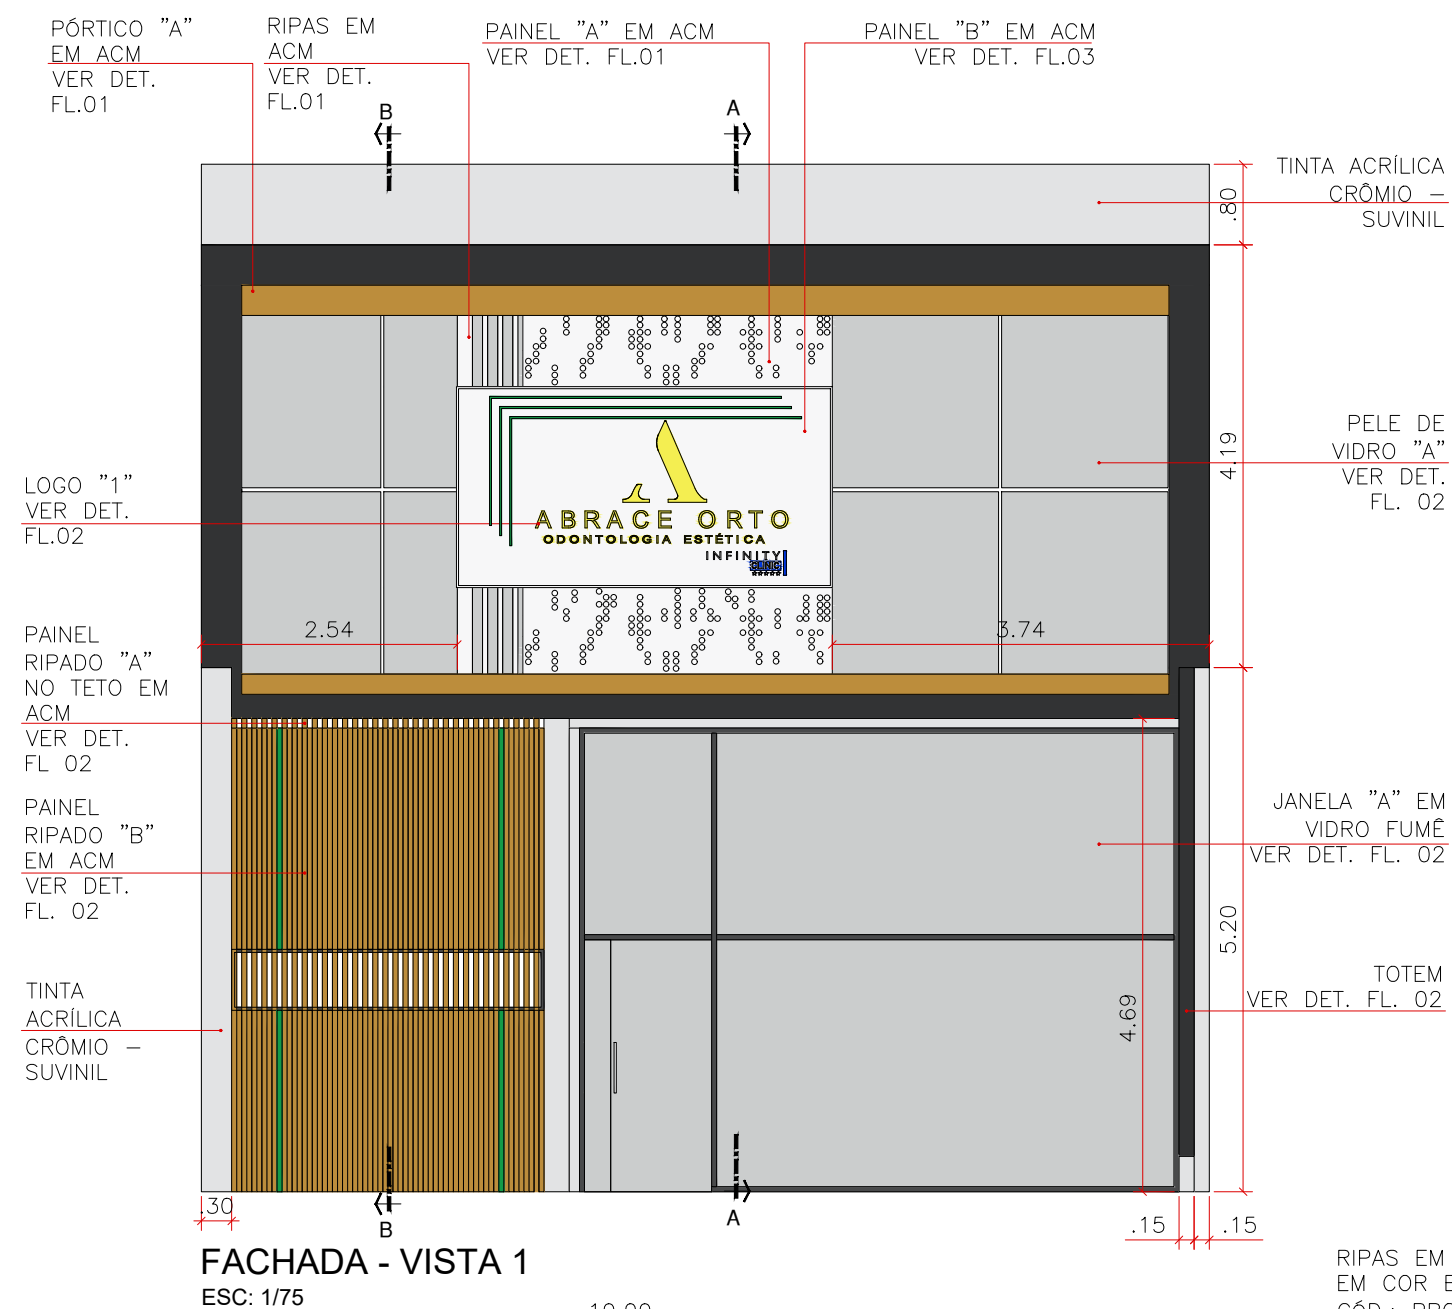 PÓRTICO "A"
EM ACM
VER DET.
FL.01
RIPAS EM
ACM
VER DET.
FL.01
PAINEL "A" EM ACM
VER DET. FL.01
PAINEL "B" EM ACM
VER DET. FL.03
B
A
TINTA ACRÍLICA
CRÔMIO –
SUVINIL
.80
4.19
PELE DE
VIDRO "A"
VER DET.
FL. 02
LOGO "1"
VER DET.
FL.02
ABRACE ORTO
ODONTOLOGIA ESTÉTICA
INFINITY
CLINIC
2.54
3.74
PAINEL
RIPADO "A"
NO TETO EM
ACM
VER DET.
FL 02
PAINEL
RIPADO "B"
EM ACM
VER DET.
FL. 02
JANELA "A" EM
VIDRO FUMÊ
VER DET. FL. 02
5.20
4.69
TOTEM
VER DET. FL. 02
TINTA
ACRÍLICA
CRÔMIO –
SUVINIL
.30
B
A
.15
.15
FACHADA - VISTA 1
ESC: 1/75
RIPAS EM
EM COR